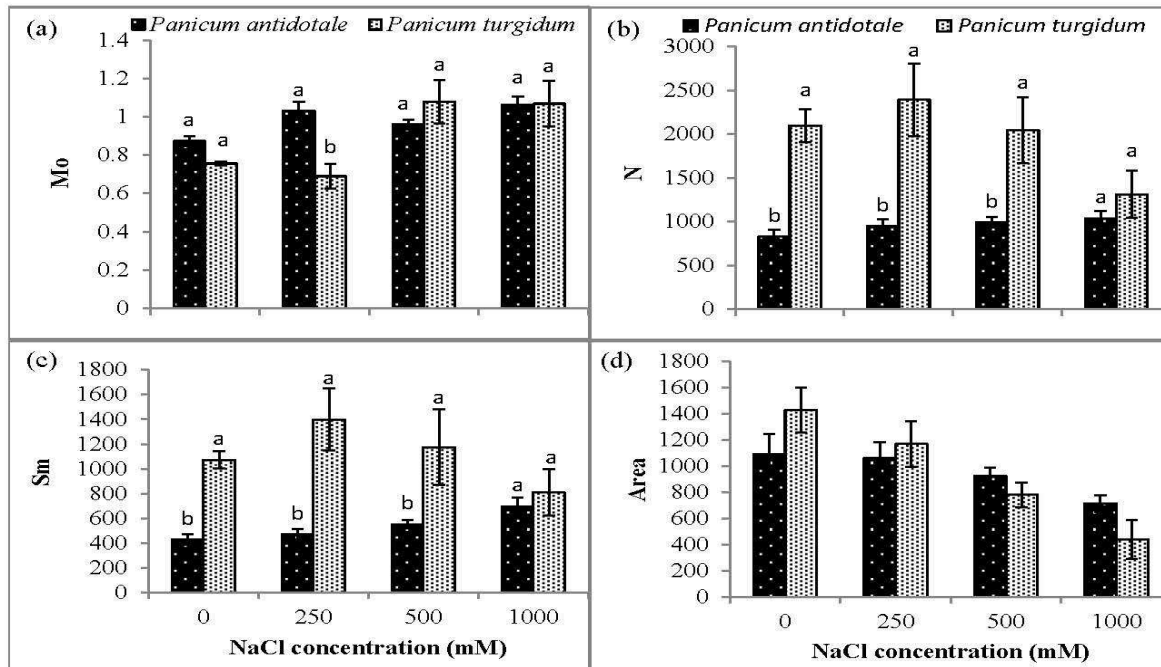 (a) Panicum antidotale Panicum turgidum
1.4
1.2
1
0.8
0.6
0.4
0.2
0
Mo
a a a b a a a a
(b) Panicum antidotale Panicum turgidum
3000
2500
2000
1500
1000
500
0
N
b a b a b a a a
(c)
1800
1600
1400
1200
1000
800
600
400
200
0
Sm
b a b a b a a a
0 250 500 1000
NaCl concentration (mM)
(d)
1800
1600
1400
1200
1000
800
600
400
200
0
Area
0 250 500 1000
NaCl concentration (mM)